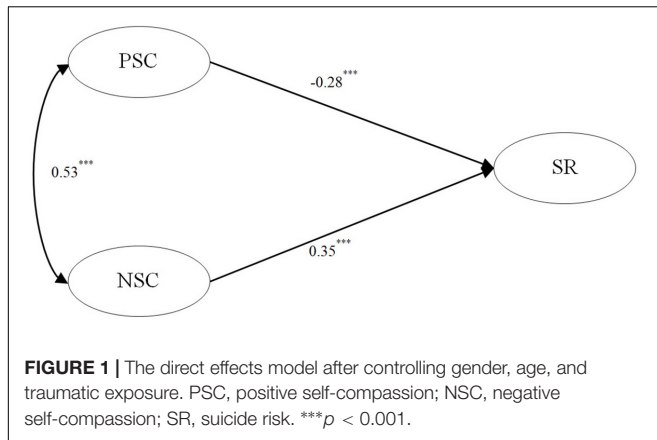 PSC
-0.28***
0.53***
SR
0.35***
NSC
FIGURE 1 | The direct effects model after controlling gender, age, and
traumatic exposure. PSC, positive self-compassion; NSC, negative
self-compassion; SR, suicide risk. ***p < 0.001.